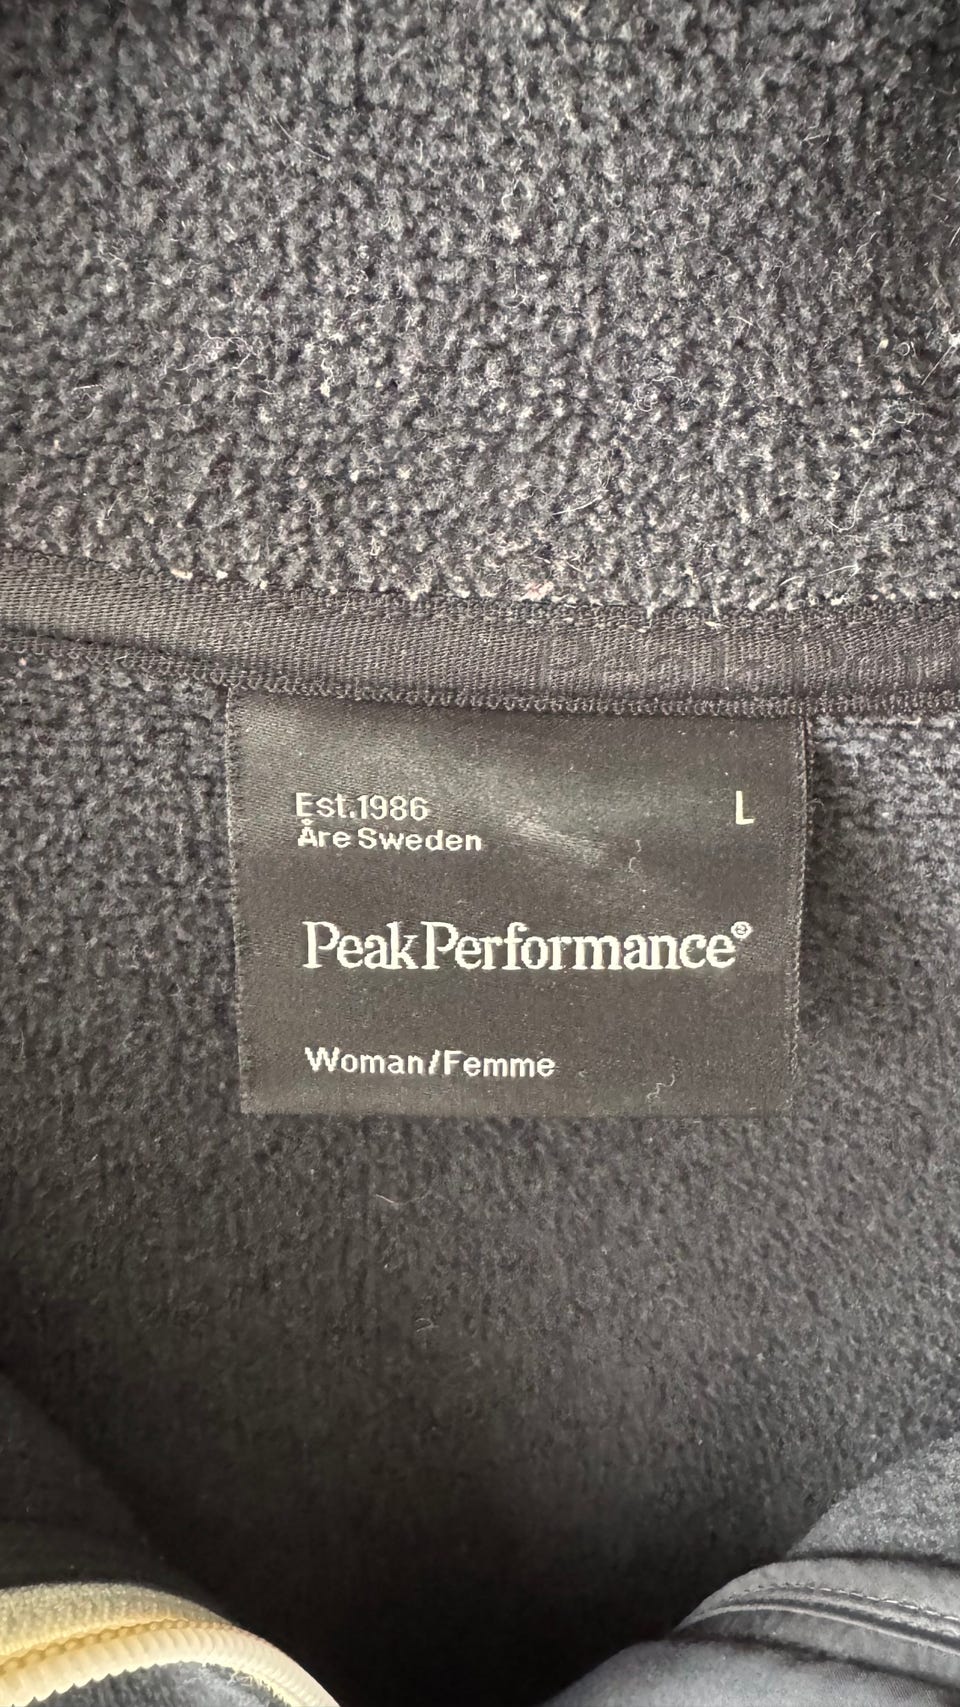 Est.1986
Åre Sweden
L
PeakPerformance®
Woman/Femme